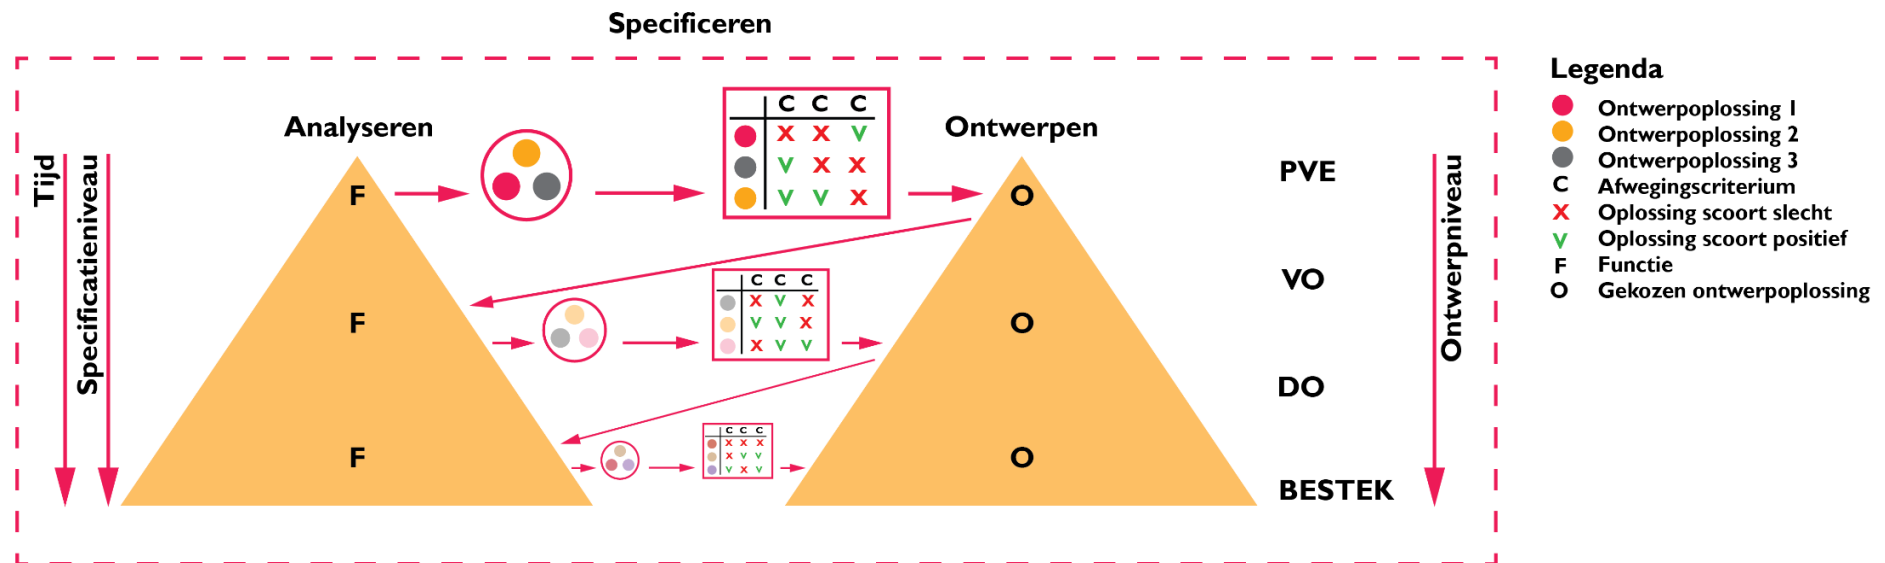 Specificeren
Analyseren
Ontwerpen
Tijd
Specificatieniveau
F
C C C
X X V
V X X
V V X
O
PVE
VO
DO
BESTEK
Ontwerpniveau
F
C C C
X V X
V V X
X V V
O
F
C C C
X X X
X V V
V X V
O
Legenda
Ontwerpoplossing 1
Ontwerpoplossing 2
Ontwerpoplossing 3
C Afwegingscriterium
X Oplossing scoort slecht
V Oplossing scoort positief
F Functie
O Gekozen ontwerpoplossing